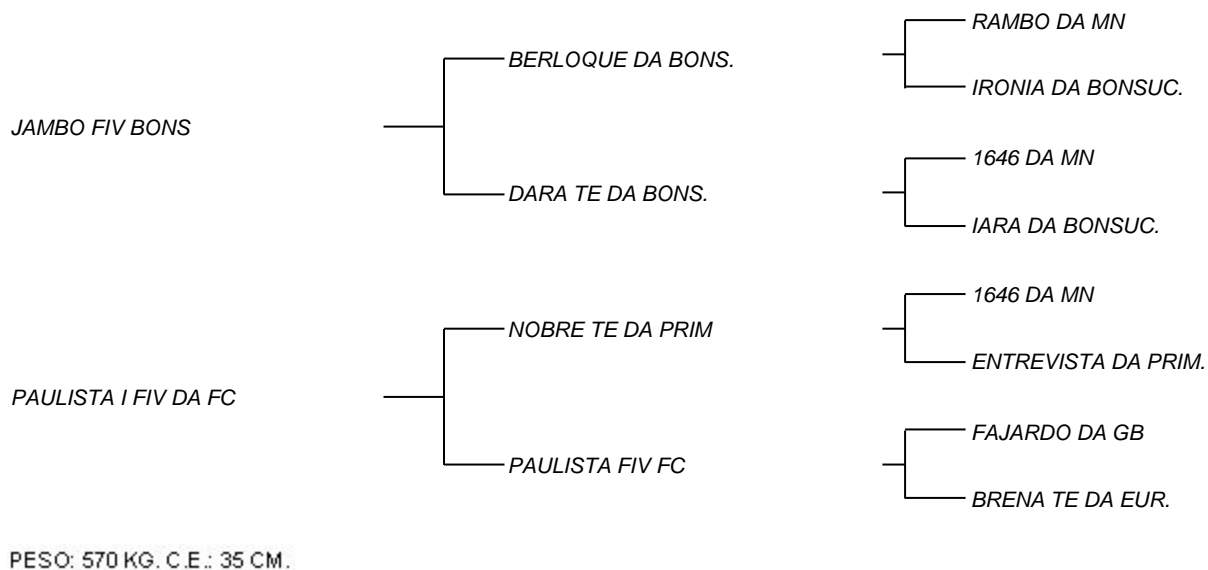 RAMBO DA MN
BERLOQUE DA BONS.
IRONIA DA BONSUC.
JAMBO FIV BONS
1646 DA MN
DARA TE DA BONS.
IARA DA BONSUC.
1646 DA MN
NOBRE TE DA PRIM
ENTREVISTA DA PRIM.
PAULISTA I FIV DA FC
FAJARDO DA GB
PAULISTA FIV FC
BRENA TE DA EUR.
PESO: 570 KG. C.E.: 35 CM.